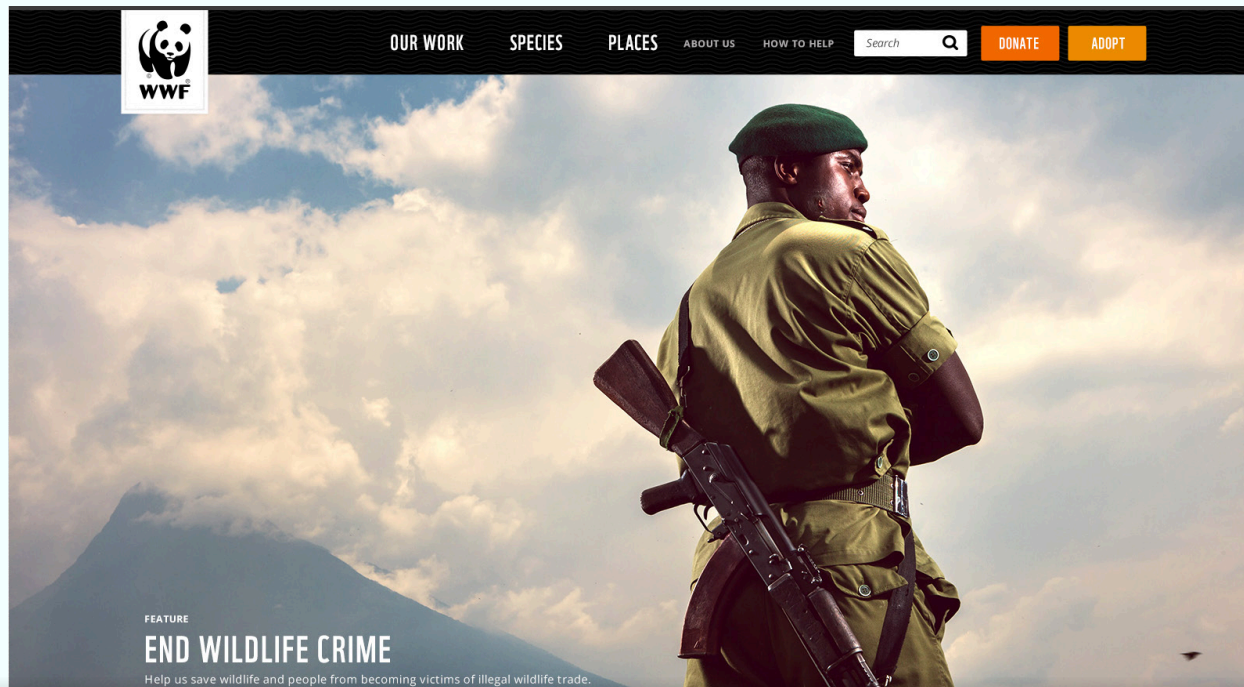 WWF
OUR WORK
SPECIES
PLACES
ABOUT US
HOW TO HELP
Search
DONATE
ADOPT
FEATURE
END WILDLIFE CRIME
Help us save wildlife and people from becoming victims of illegal wildlife trade.